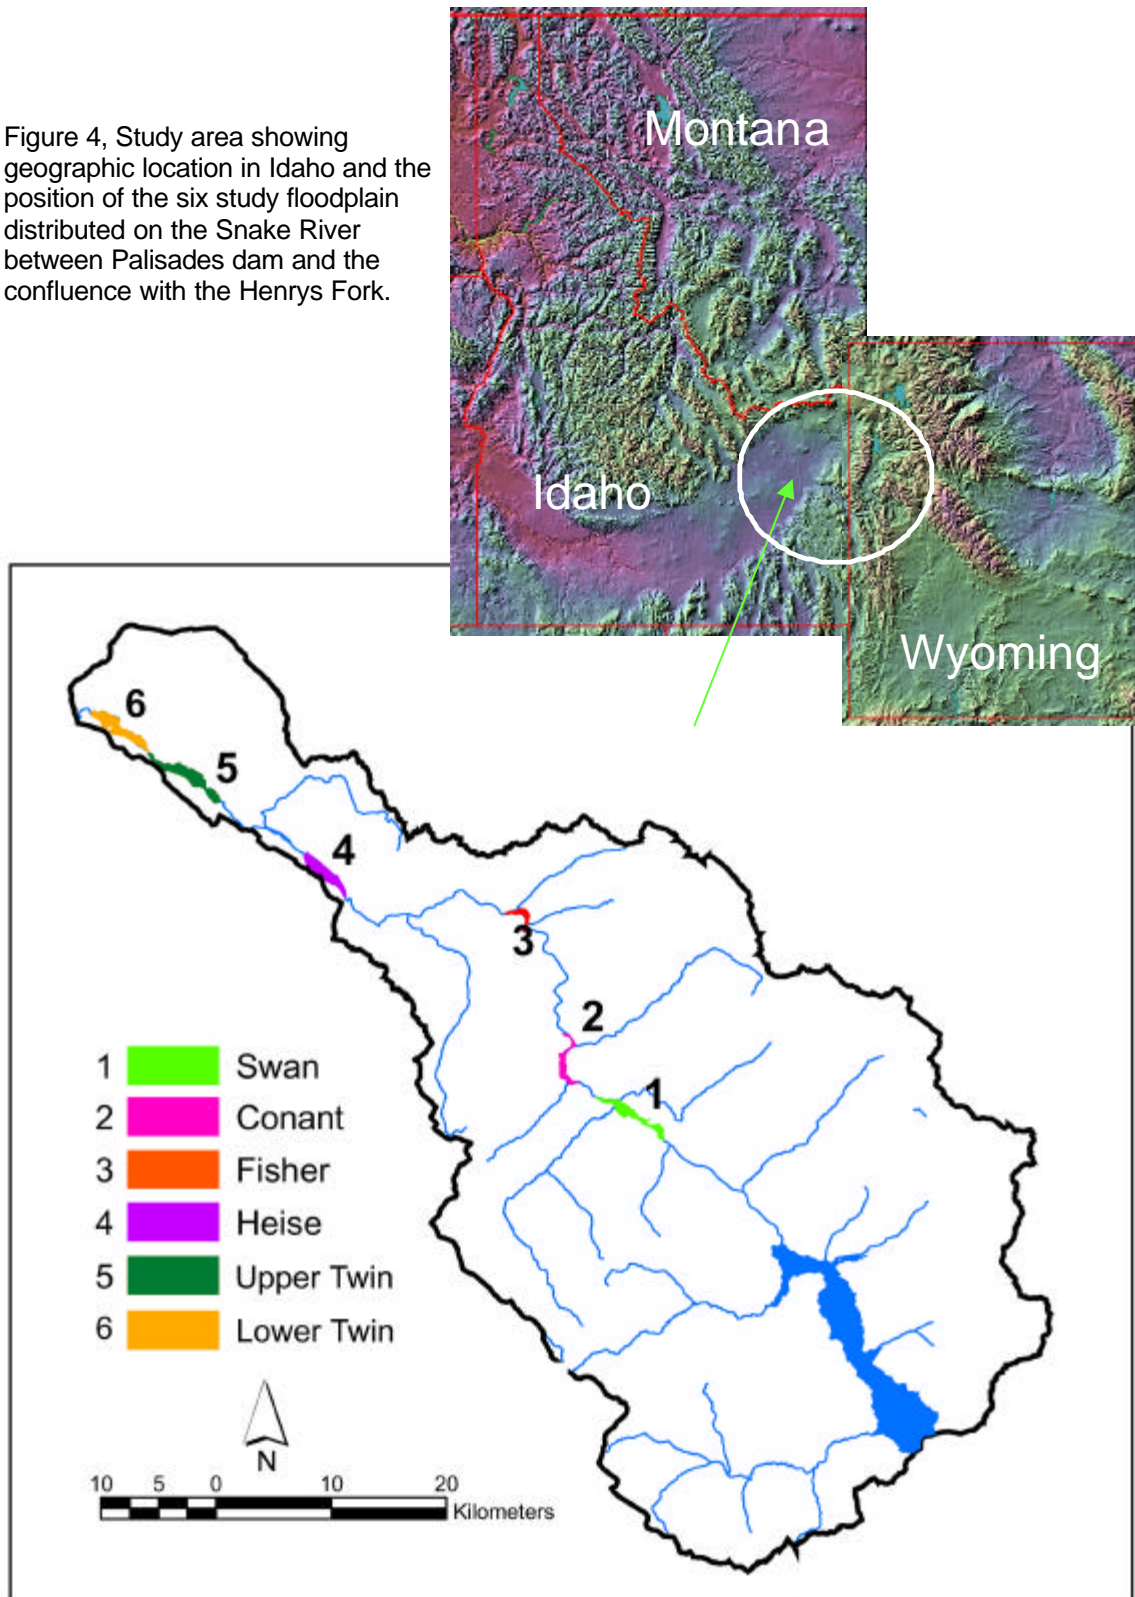 Figure 4, Study area showing
geographic location in Idaho and the
position of the six study floodplain
distributed on the Snake River
between Palisades dam and the
confluence with the Henrys Fork.
Montana
Idaho
Wyoming
6
5
4
3
2
1
1 Swan
2 Conant
3 Fisher
4 Heise
5 Upper Twin
6 Lower Twin
N
10 5 0 10 20
Kilometers